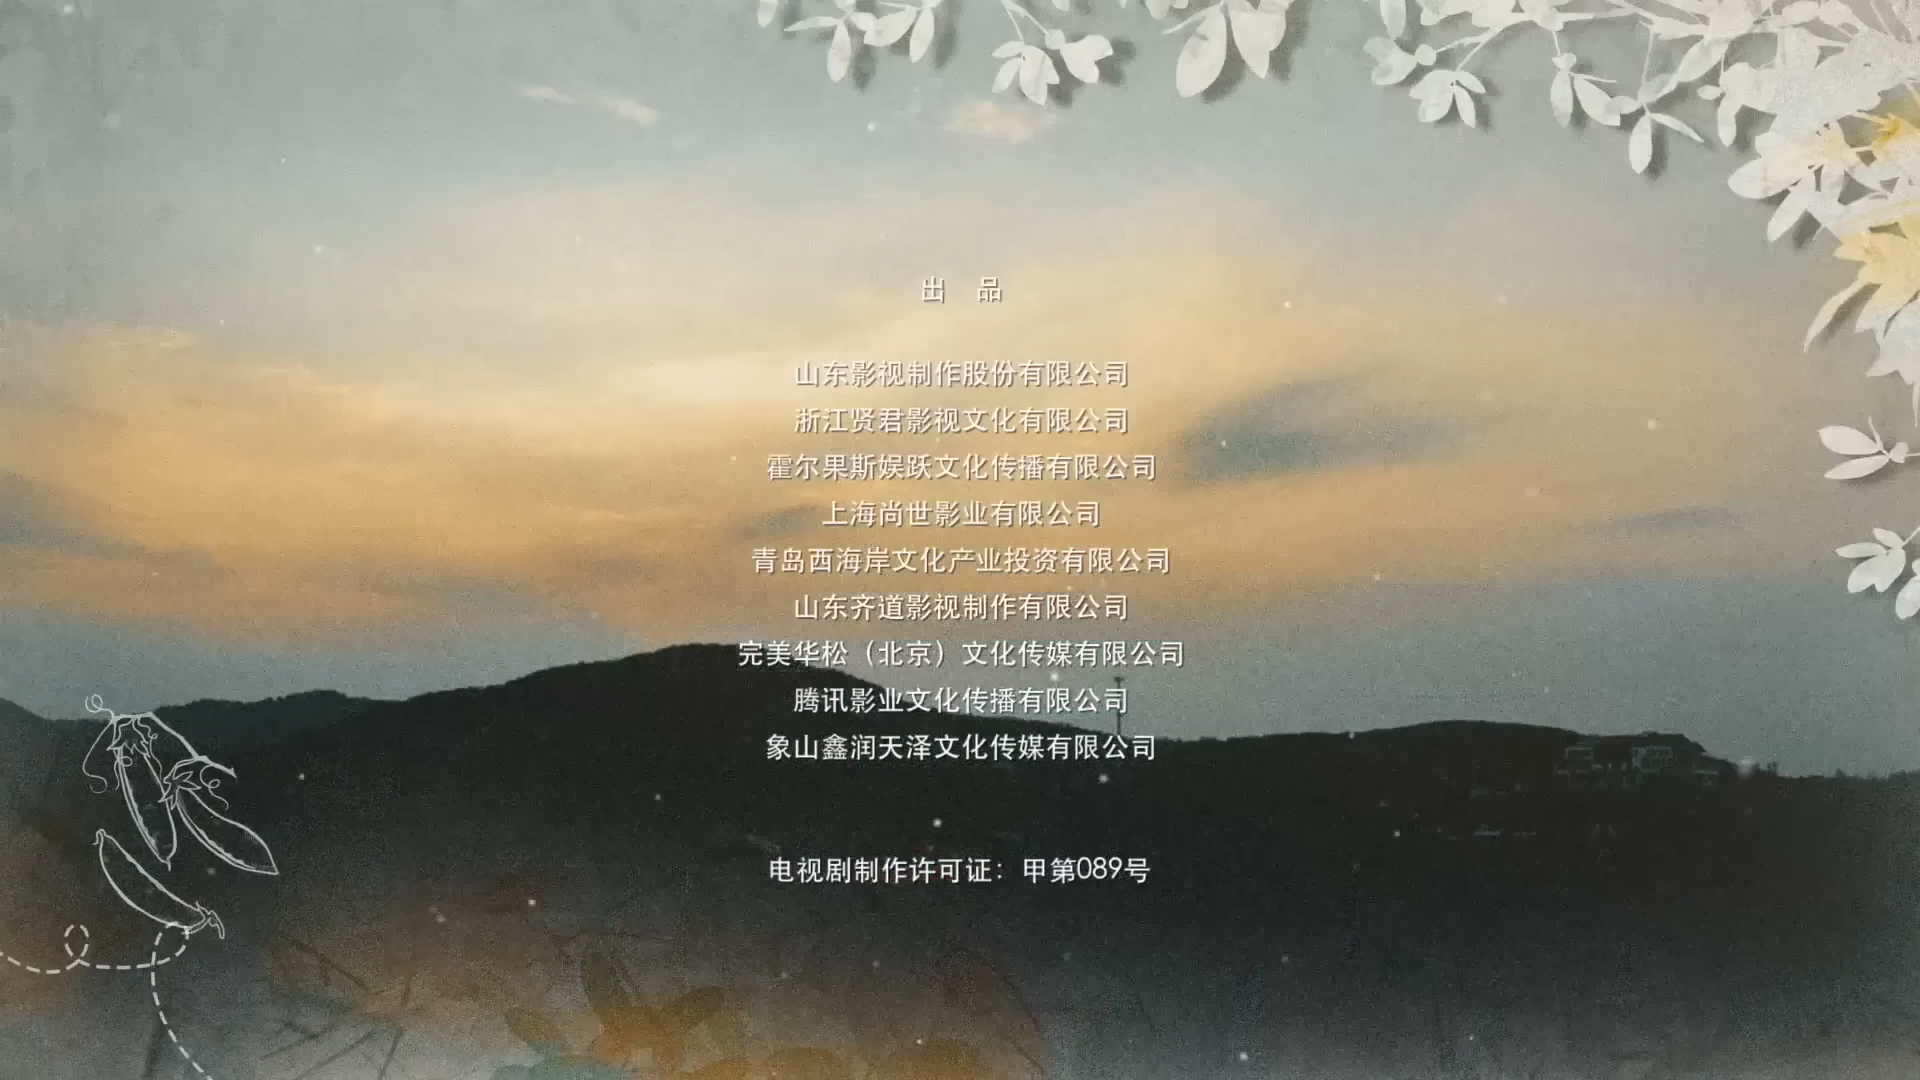 出 品
山东影视制作股份有限公司
浙江贤君影视文化有限公司
霍尔果斯娱跃文化传播有限公司
上海尚世影业有限公司
青岛西海岸文化产业投资有限公司
山东齐道影视制作有限公司
完美华松（北京）文化传媒有限公司
腾讯影业文化传播有限公司
象山鑫润天泽文化传媒有限公司
电视剧制作许可证：甲第089号